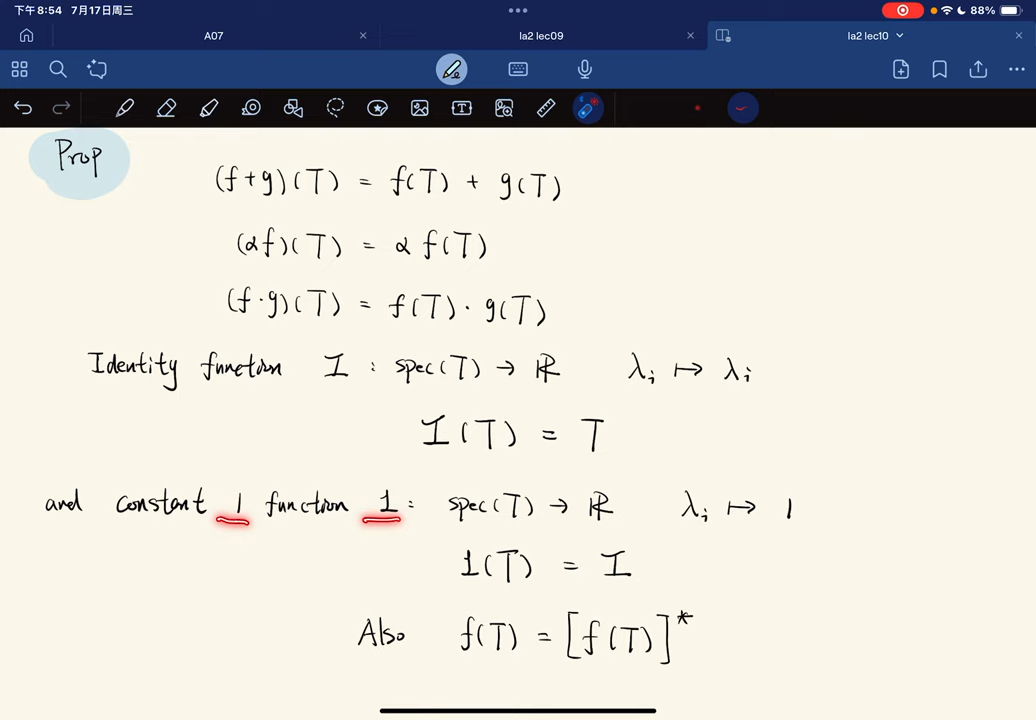 下午8:54 7月17日周三 88%
A07 la2 lec09 la2 lec10
Prop
(f+g)(T) = f(T) + g(T)
(αf)(T) = α f(T)
(f·g)(T) = f(T) · g(T)
Identity function I : spec(T) → ℝ λᵢ ↦ λᵢ
I(T) = T
and constant 1 function 1 : spec(T) → ℝ λᵢ ↦ 1
1(T) = I
Also f(T) = [f(T)]*